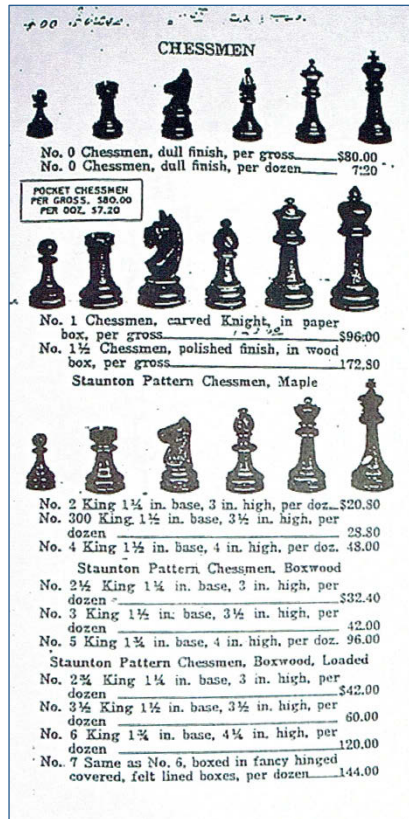 400
CHESSMEN
No. 0 Chessmen, dull finish, per gross $80.00
No. 0 Chessmen, dull finish, per dozen 7.20
POCKET CHESSMEN
PER GROSS. $80.00
PER DOZ. $7.20
No. 1 Chessmen, carved Knight, in paper
box, per gross $96.00
No. 1½ Chessmen, polished finish, in wood
box, per gross 172.80
Staunton Pattern Chessmen, Maple
No. 2 King 1¼ in. base, 3 in. high, per doz. $20.80
No. 300 King 1½ in. base, 3½ in. high, per
dozen 28.80
No. 4 King 1½ in. base, 4 in. high, per doz. 48.00
Staunton Pattern Chessmen, Boxwood
No. 2½ King 1¼ in. base, 3 in. high, per
dozen $32.40
No. 3 King 1½ in. base, 3½ in. high, per
dozen 42.00
No. 5 King 1¾ in. base, 4 in. high, per doz. 96.00
Staunton Pattern Chessmen, Boxwood, Loaded
No. 2¾ King 1¼ in. base, 3 in. high, per
dozen $42.00
No. 3½ King 1½ in. base, 3½ in. high, per
dozen 60.00
No. 6 King 1¾ in. base, 4¼ in. high, per
dozen 120.00
No. 7 Same as No. 6, boxed in fancy hinged
covered, felt lined boxes, per dozen 144.00